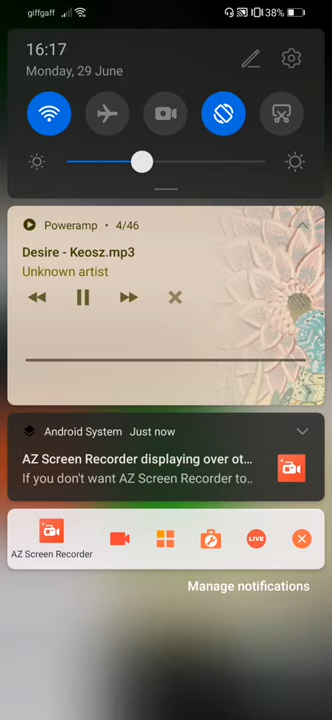 giffgaff
38%
16:17
Monday, 29 June
Poweramp • 4/46
Desire - Keosz.mp3
Unknown artist
Android System Just now
AZ Screen Recorder displaying over ot…
If you don't want AZ Screen Recorder to..
LIVE
AZ Screen Recorder
Manage notifications